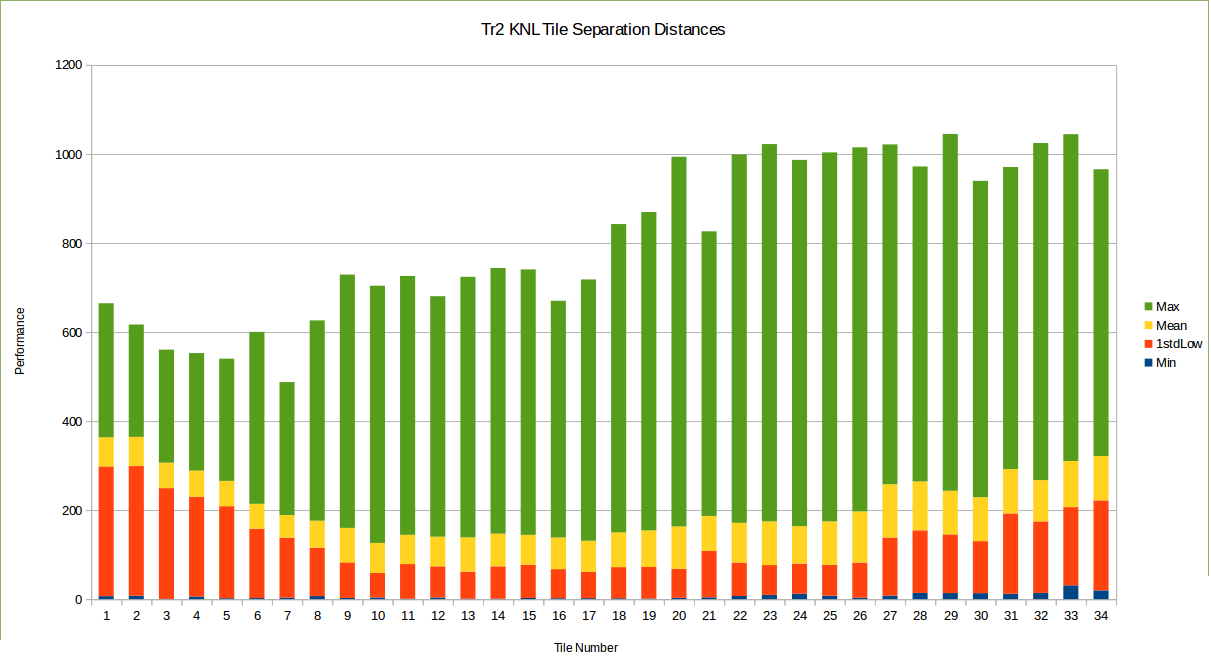 Tr2 KNL Tile Separation Distances
1200
1000
800
600
400
200
0
Performance
1 2 3 4 5 6 7 8 9 10 11 12 13 14 15 16 17 18 19 20 21 22 23 24 25 26 27 28 29 30 31 32 33 34
Tile Number
Max
Mean
1stdLow
Min